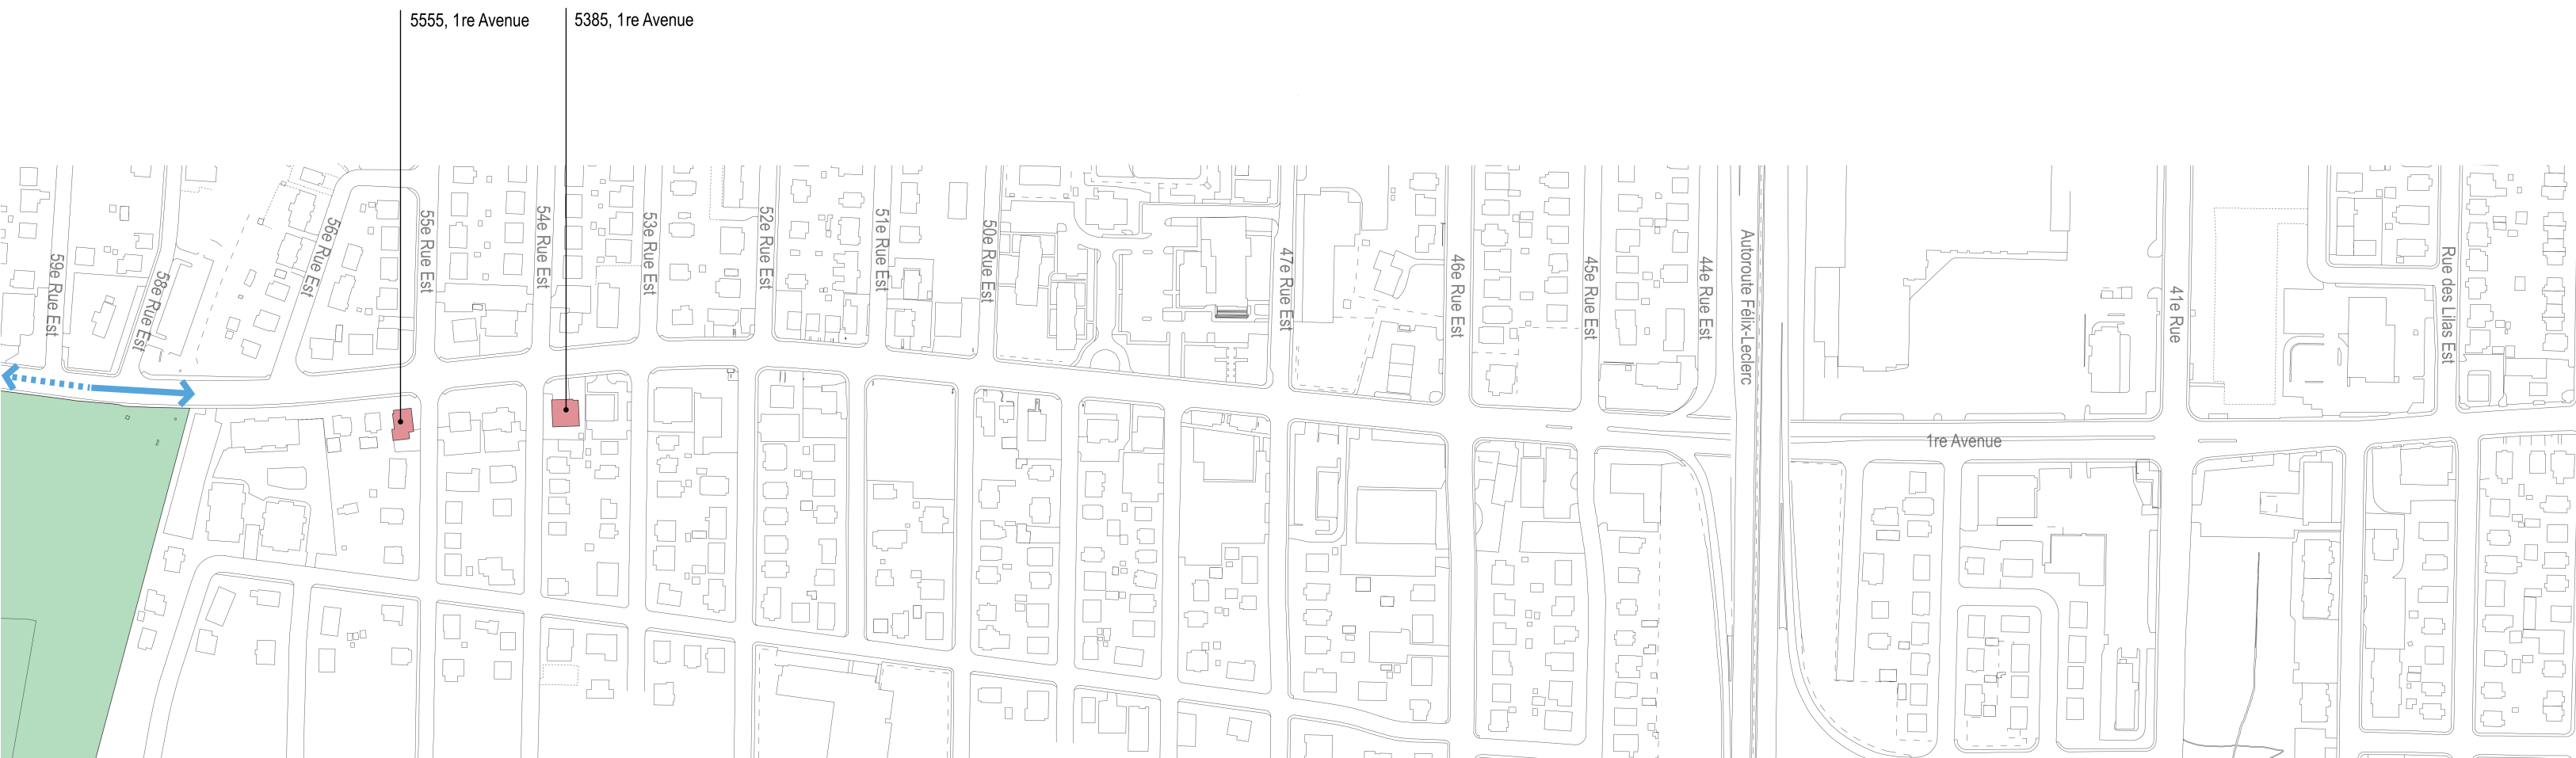 5555, 1re Avenue
5385, 1re Avenue
59e Rue Est
58e Rue Est
56e Rue Est
55e Rue Est
54e Rue Est
53e Rue Est
52e Rue Est
51e Rue Est
50e Rue Est
47e Rue Est
46e Rue Est
45e Rue Est
44e Rue Est
Autoroute Félix-Leclerc
41e Rue
Rue des Lilas Est
1re Avenue